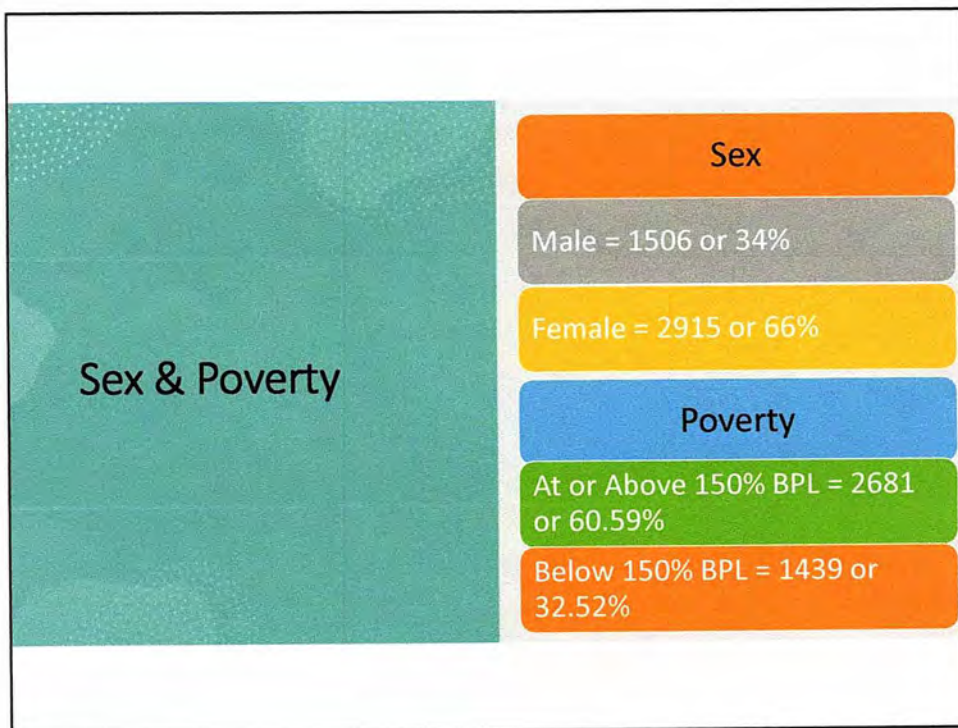 Sex & Poverty
Sex
Male = 1506 or 34%
Female = 2915 or 66%
Poverty
At or Above 150% BPL = 2681
or 60.59%
Below 150% BPL = 1439 or
32.52%